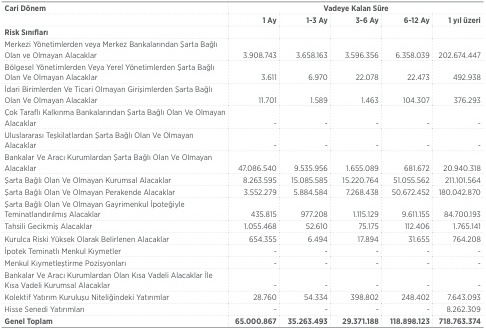 Cari Dönem Vadeye Kalan Süre
1 Ay 1-3 Ay 3-6 Ay 6-12 Ay 1 yıl üzeri
Risk Sınıfları
Merkezi Yönetimlerden veya Merkez Bankalarından Şarta Bağlı
Olan ve Olmayan Alacaklar 3.908.743 3.658.163 3.596.356 6.358.039 202.674.447
Bölgesel Yönetimlerden Veya Yerel Yönetimlerden Şarta Bağlı
Olan Ve Olmayan Alacaklar 3.611 6.970 22.078 22.473 492.938
İdari Birimlerden Ve Ticari Olmayan Girişimlerden Şarta Bağlı
Olan Ve Olmayan Alacaklar 11.701 1.589 1.463 104.307 376.293
Çok Taraflı Kalkınma Bankalarından Şarta Bağlı Olan Ve Olmayan
Alacaklar - - - - -
Uluslararası Teşkilatlardan Şarta Bağlı Olan Ve Olmayan
Alacaklar - - - - -
Bankalar Ve Aracı Kurumlardan Şarta Bağlı Olan Ve Olmayan
Alacaklar 47.086.540 9.535.956 1.655.089 681.672 20.940.318
Şarta Bağlı Olan Ve Olmayan Kurumsal Alacaklar 8.263.595 15.085.585 15.220.764 51.055.562 211.101.564
Şarta Bağlı Olan Ve Olmayan Perakende Alacaklar 3.552.279 5.884.584 7.268.438 50.672.452 180.042.870
Şarta Bağlı Olan Ve Olmayan Gayrimenkul İpoteğiyle
Teminatlandırılmış Alacaklar 435.815 977.208 1.115.129 9.611.155 84.700.193
Tahsili Gecikmiş Alacaklar 1.055.468 52.610 75.175 112.406 1.765.141
Kurulca Riski Yüksek Olarak Belirlenen Alacaklar 654.355 6.494 17.894 31.655 764.208
İpotek Teminatlı Menkul Kıymetler - - - - -
Menkul Kıymetleştirme Pozisyonları - - - - -
Bankalar Ve Aracı Kurumlardan Olan Kısa Vadeli Alacaklar İle
Kısa Vadeli Kurumsal Alacaklar - - - - -
Kolektif Yatırım Kuruluşu Niteliğindeki Yatırımlar 28.760 54.334 398.802 248.402 7.643.093
Hisse Senedi Yatırımları - - - - 8.262.309
Genel Toplam 65.000.867 35.263.493 29.371.188 118.898.123 718.763.374